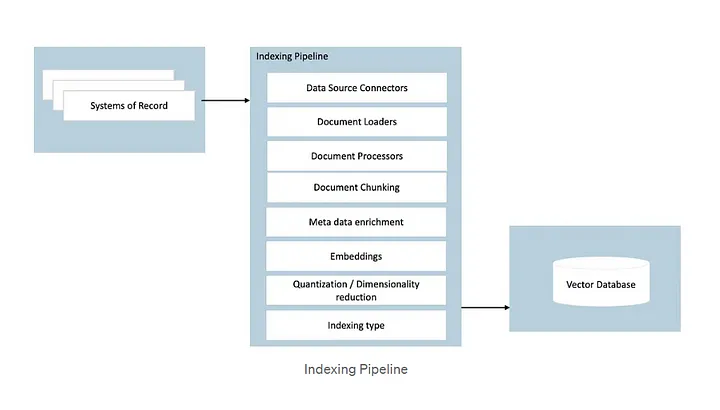 Indexing Pipeline
Systems of Record
Data Source Connectors
Document Loaders
Document Processors
Document Chunking
Meta data enrichment
Embeddings
Quantization / Dimensionality
reduction
Indexing type
Vector Database
Indexing Pipeline